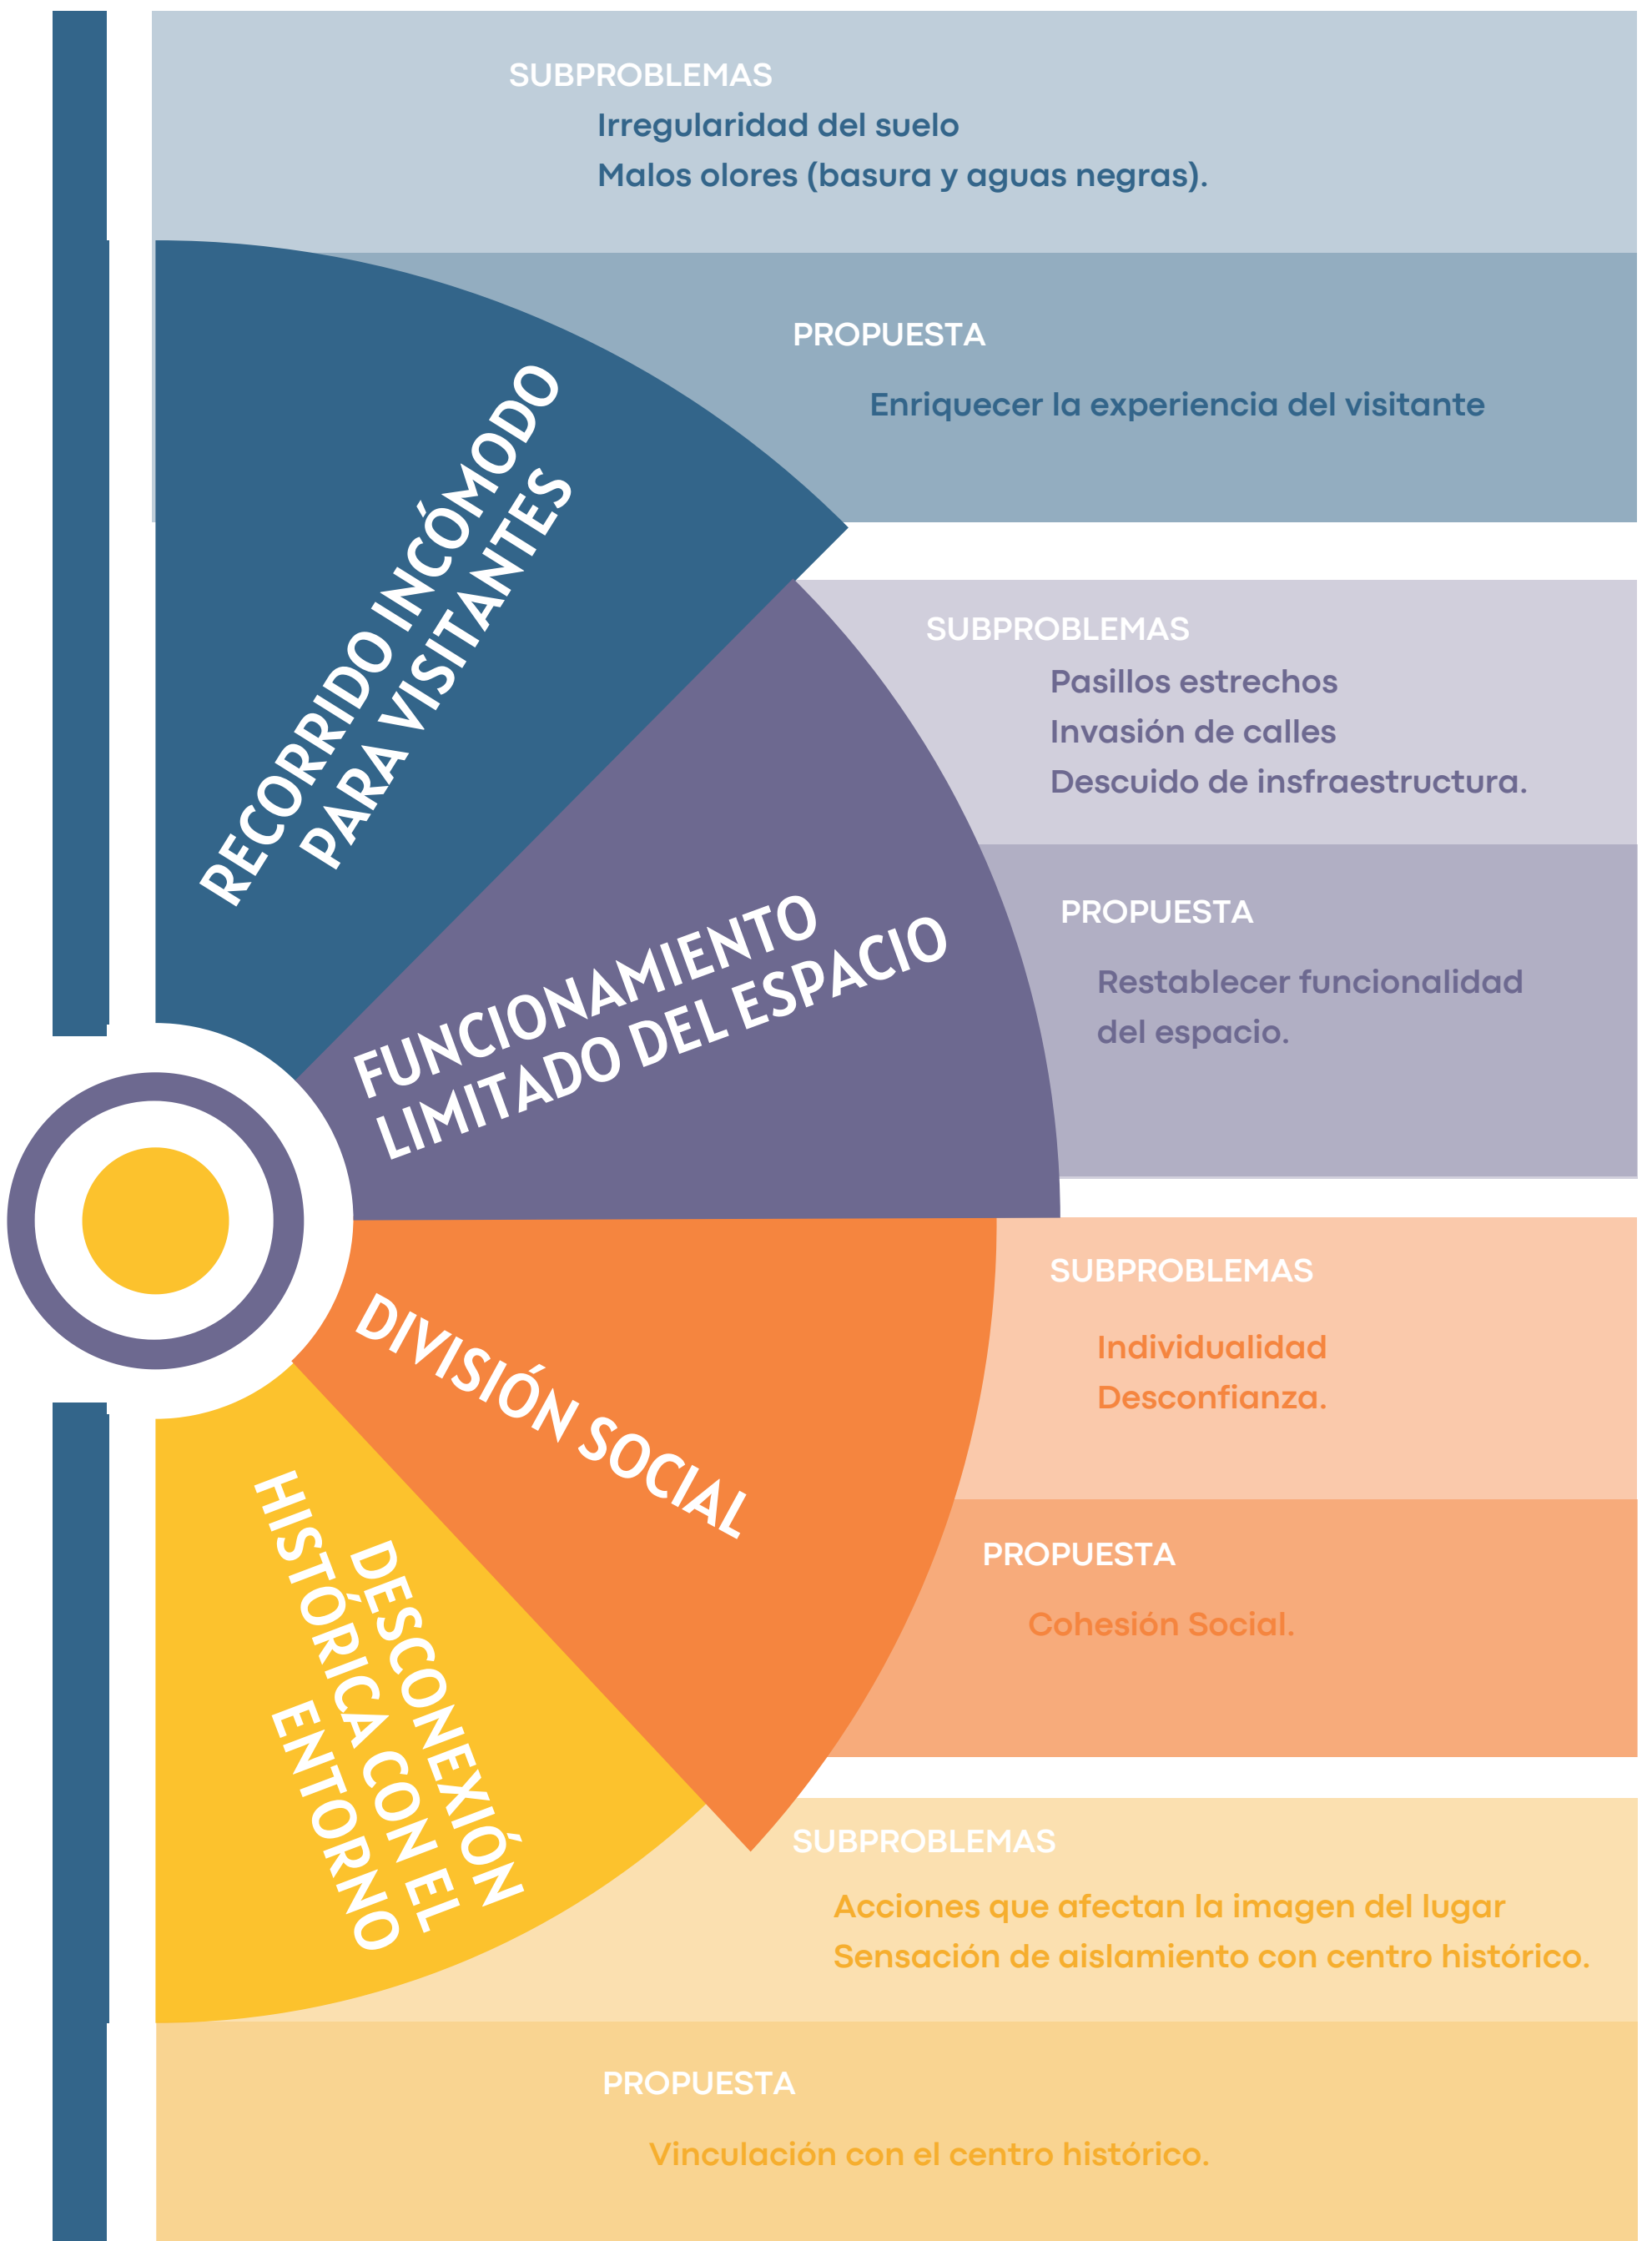 SUBPROBLEMAS
Irregularidad del suelo
Malos olores (basura y aguas negras).
PROPUESTA
Enriquecer la experiencia del visitante
RECORRIDO INCÓMODO
PARA VISITANTES
SUBPROBLEMAS
Pasillos estrechos
Invasión de calles
Descuido de insfraestructura.
PROPUESTA
Restablecer funcionalidad
del espacio.
FUNCIONAMIENTO
LIMITADO DEL ESPACIO
SUBPROBLEMAS
Individualidad
Desconfianza.
DIVISIÓN SOCIAL
PROPUESTA
Cohesión Social.
DESCONEXIÓN
HISTÓRICA CON EL
ENTORNO
SUBPROBLEMAS
Acciones que afectan la imagen del lugar
Sensación de aislamiento con centro histórico.
PROPUESTA
Vinculación con el centro histórico.